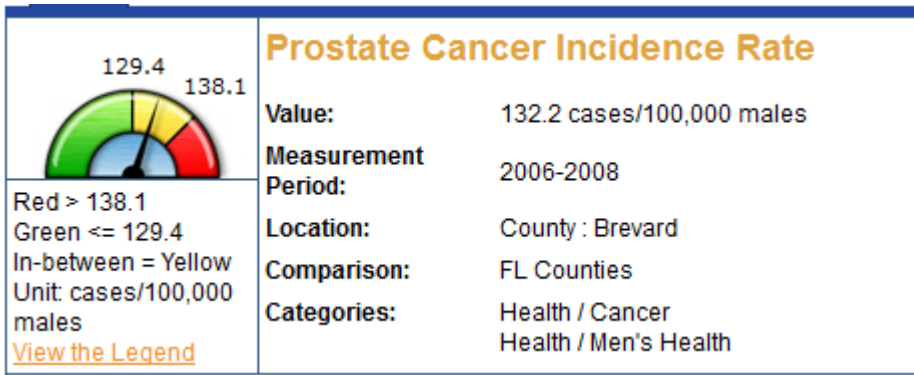 129.4
138.1
Red > 138.1
Green <= 129.4
In-between = Yellow
Unit: cases/100,000
males
View the Legend
Prostate Cancer Incidence Rate
Value: 132.2 cases/100,000 males
Measurement
Period: 2006-2008
Location: County : Brevard
Comparison: FL Counties
Categories: Health / Cancer
Health / Men's Health